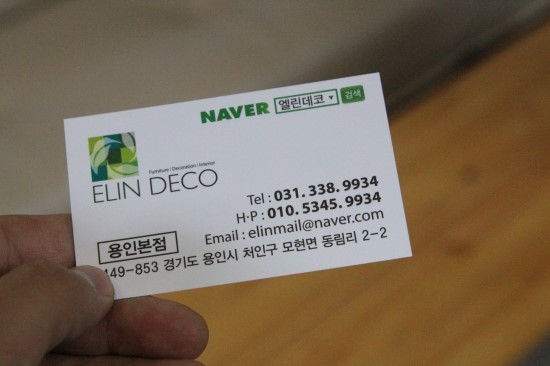 NAVER 엘린데코 검색
Furniture / Decoration / Interior
ELIN DECO
Tel : 031. 338. 9934
H·P : 010. 5345. 9934
Email : elinmail@naver.com
용인본점
449-853 경기도 용인시 처인구 모현면 동림리 2-2